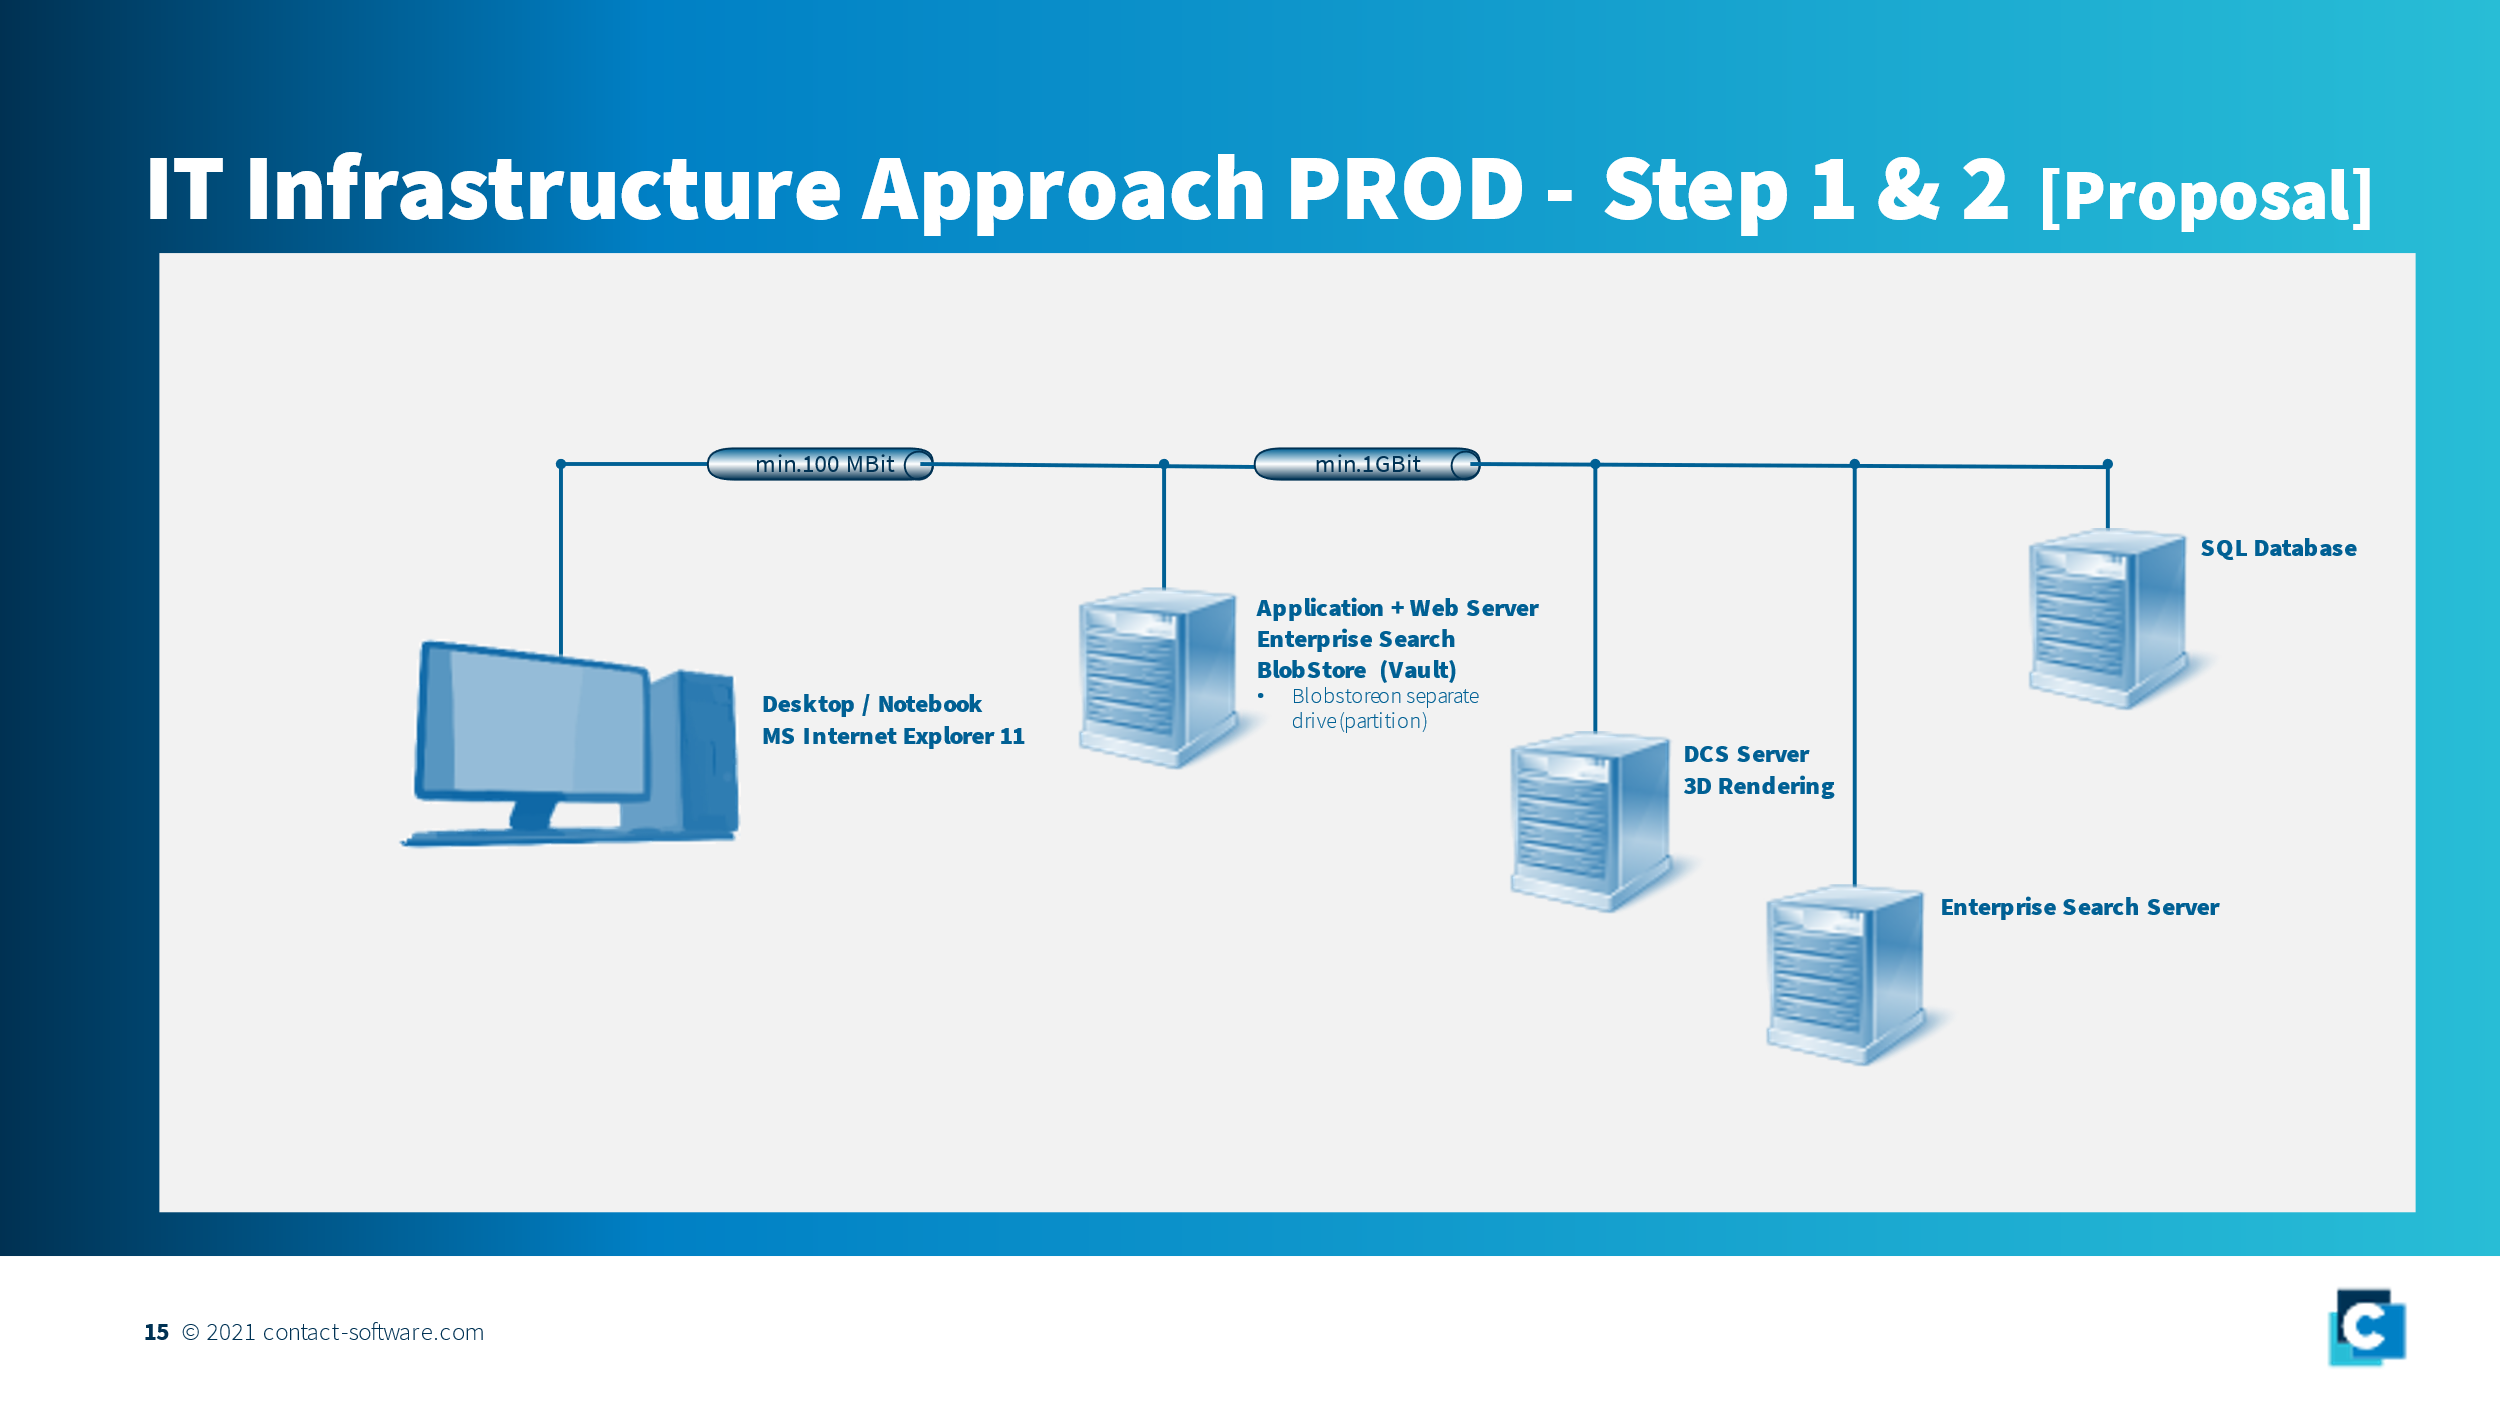 IT Infrastructure Approach PROD - Step 1 & 2 [Proposal]
min.100 MBit
min.1GBit
SQL Database
Application + Web Server
Enterprise Search
BlobStore (Vault)
• Blobstoreon separate
drive(partition)
Desktop / Notebook
MS Internet Explorer 11
DCS Server
3D Rendering
Enterprise Search Server
15 © 2021 contact-software.com
C